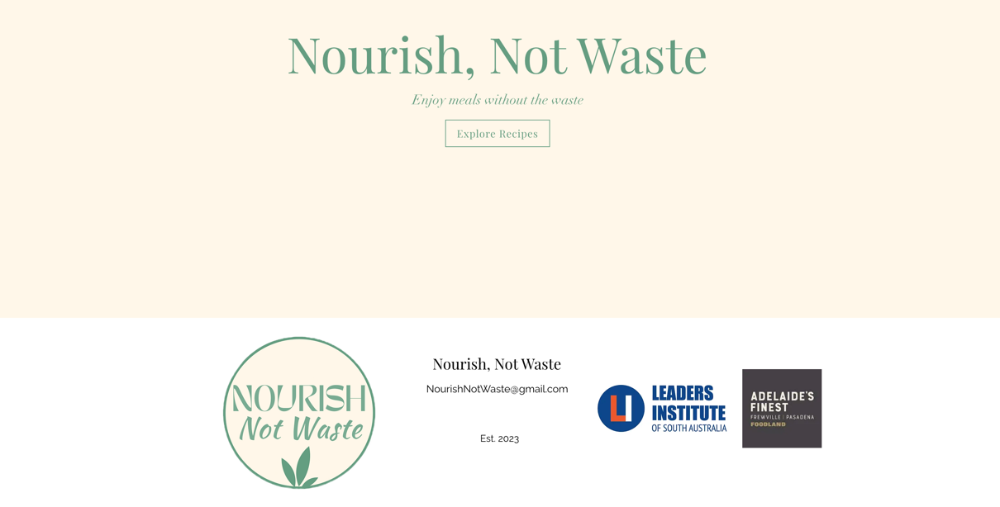 Nourish, Not Waste
Enjoy meals without the waste
Explore Recipes
NOURISH
Not Waste
Nourish, Not Waste
NourishNotWaste@gmail.com
Est. 2023
LI
LEADERS
INSTITUTE
OF SOUTH AUSTRALIA
ADELAIDE'S
FINEST
FREWVILLE | PASADENA
FOODLAND